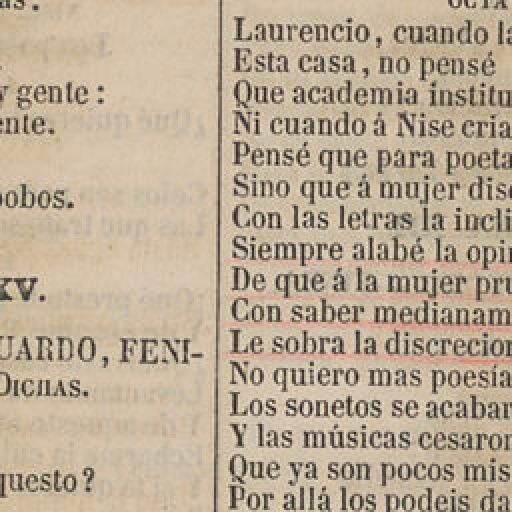 as.
y gente:
ente.
bobos.
XV.
UARDO, FENI-
DICHAS.
questo?
OCTA
Laurencio, cuando la
Esta casa, no pensé
Que academia institu
Ni cuando á Nise cria
Pensé que para poeta
Sino que á mujer disc
Con las letras la incli
Siempre alabé la opin
De que á la mujer pru
Con saber medianam
Le sobra la discrecion
No quiero mas poesía
Los sonetos se acabar
Y las músicas cesaron
Que ya son pocos mis
Por allá los podeis da